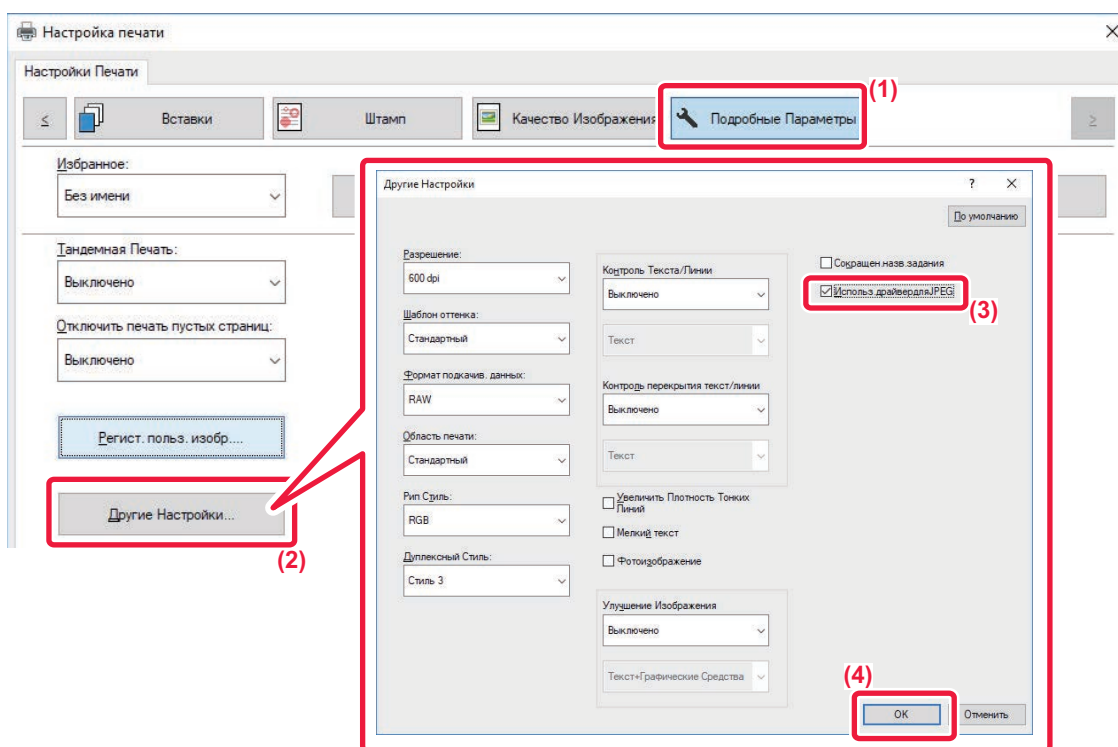 Настройка печати
Настройки Печати
(1)
< Вставки Штамп Качество Изображения Подробные Параметры >
Избранное:
Без имени
Тандемная Печать:
Выключено
Отключить печать пустых страниц:
Выключено
Регист. польз. изобр....
Другие Настройки...
(2)
Другие Настройки ?
По умолчанию
Разрешение:
600 dpi
Шаблон оттенка:
Стандартный
Формат подкачив. данных:
RAW
Область печати:
Стандартный
Рип Стиль:
RGB
Дуплексный Стиль:
Стиль 3
Контроль Текста/Линии
Выключено
Текст
Контроль перекрытия текст/линии
Выключено
Текст
Увеличить Плотность Тонких
Линий
Мелкий текст
Фотоизображение
Улучшение Изображения
Выключено
Текст+Графические Средства
Сокращен.назв.задания
Использ.драйвердляJPEG
(3)
(4)
OK Отменить